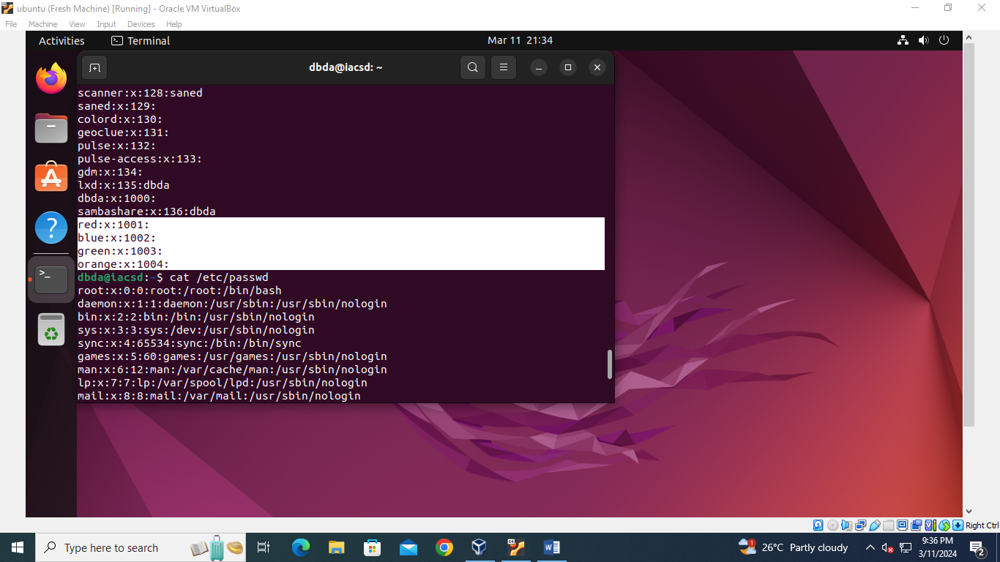 ubuntu (Fresh Machine) [Running] - Oracle VM VirtualBox
File Machine View Input Devices Help
Activities Terminal Mar 11 21:34
dbda@iacsd: ~
scanner:x:128:saned
saned:x:129:
colord:x:130:
geoclue:x:131:
pulse:x:132:
pulse-access:x:133:
gdm:x:134:
lxd:x:135:dbda
dbda:x:1000:
sambashare:x:136:dbda
red:x:1001:
blue:x:1002:
green:x:1003:
orange:x:1004:
dbda@iacsd:~$ cat /etc/passwd
root:x:0:0:root:/root:/bin/bash
daemon:x:1:1:daemon:/usr/sbin:/usr/sbin/nologin
bin:x:2:2:bin:/bin:/usr/sbin/nologin
sys:x:3:3:sys:/dev:/usr/sbin/nologin
sync:x:4:65534:sync:/bin:/bin/sync
games:x:5:60:games:/usr/games:/usr/sbin/nologin
man:x:6:12:man:/var/cache/man:/usr/sbin/nologin
lp:x:7:7:lp:/var/spool/lpd:/usr/sbin/nologin
mail:x:8:8:mail:/var/mail:/usr/sbin/nologin
Right Ctrl
Type here to search
1
26°C Partly cloudy
9:36 PM
3/11/2024
2